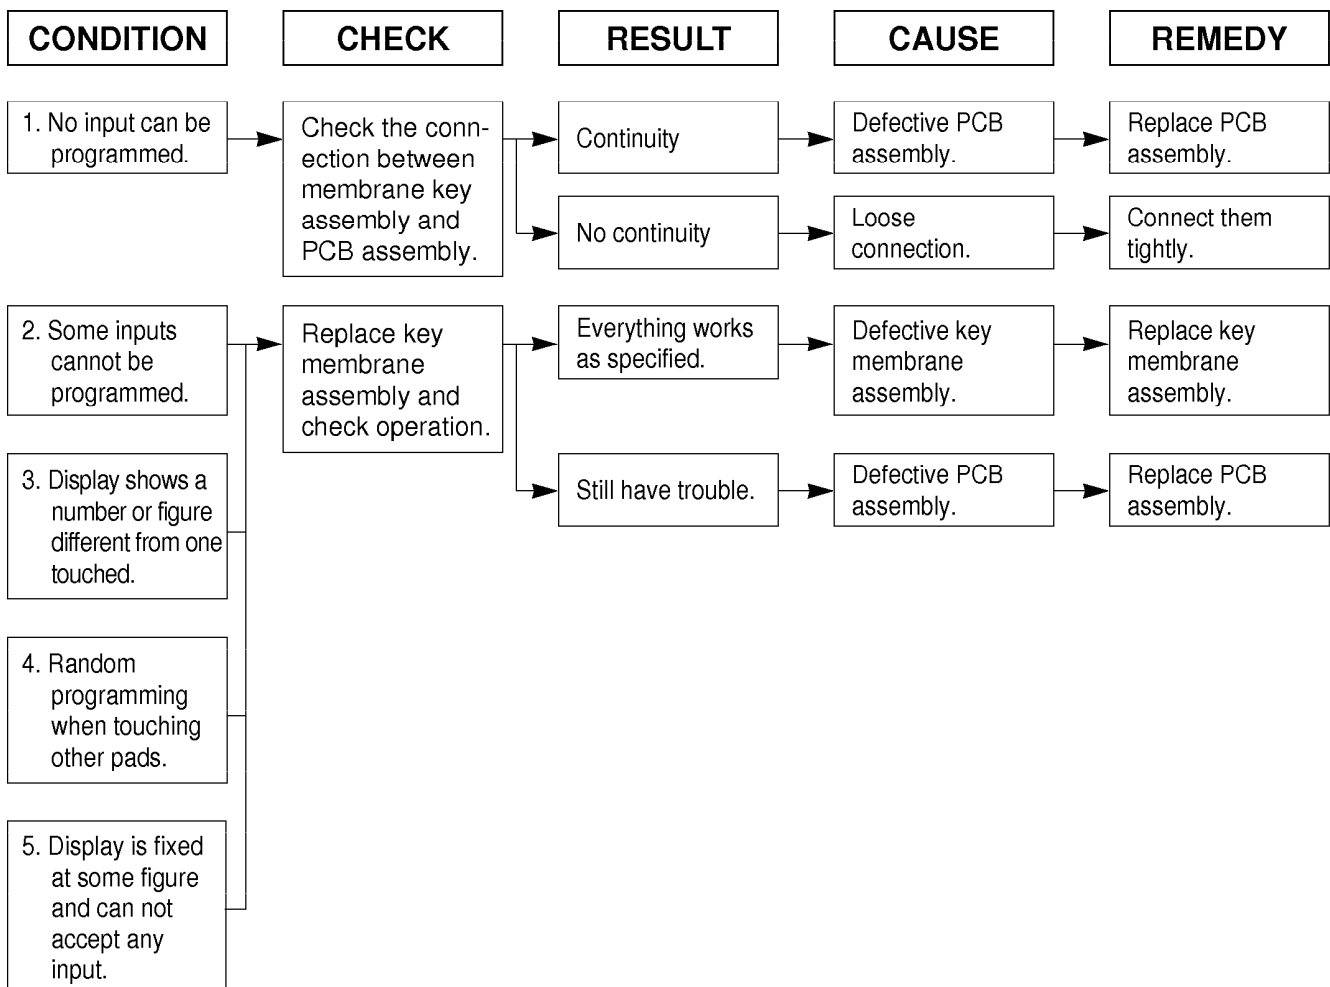 CONDITION
CHECK
RESULT
CAUSE
REMEDY
1. No input can be
programmed.
Check the conn-
ection between
membrane key
assembly and
PCB assembly.
Continuity
Defective PCB
assembly.
Replace PCB
assembly.
No continuity
Loose
connection.
Connect them
tightly.
2. Some inputs
cannot be
programmed.
Replace key
membrane
assembly and
check operation.
Everything works
as specified.
Defective key
membrane
assembly.
Replace key
membrane
assembly.
Still have trouble.
Defective PCB
assembly.
Replace PCB
assembly.
3. Display shows a
number or figure
different from one
touched.
4. Random
programming
when touching
other pads.
5. Display is fixed
at some figure
and can not
accept any
input.